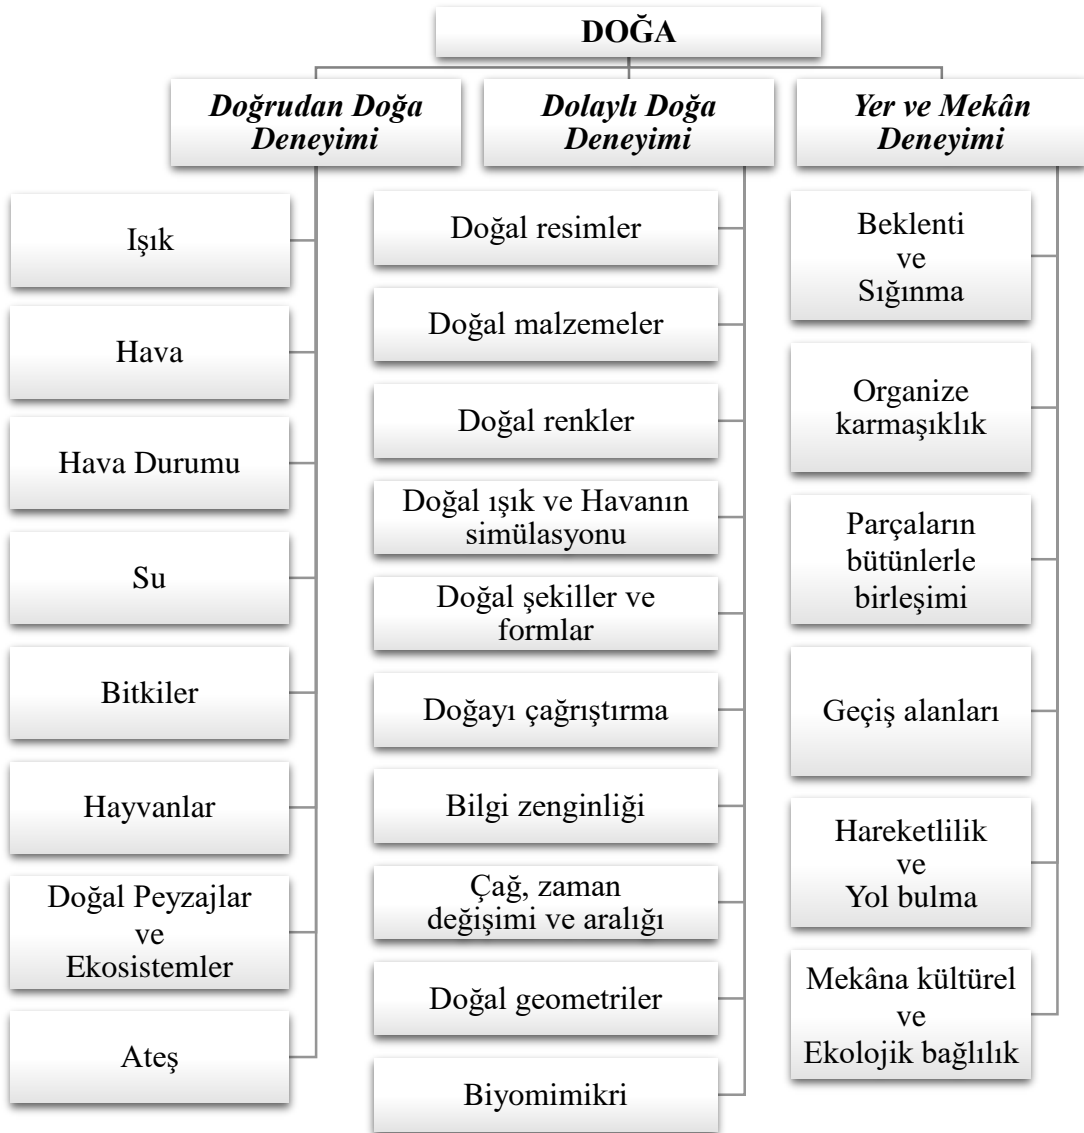 DOĞA
Doğrudan Doğa
Deneyimi
Işık
Hava
Hava Durumu
Su
Bitkiler
Hayvanlar
Doğal Peyzajlar
ve
Ekosistemler
Ateş
Dolaylı Doğa
Deneyimi
Doğal resimler
Doğal malzemeler
Doğal renkler
Doğal ışık ve Havanın
simülasyonu
Doğal şekiller ve
formlar
Doğayı çağrıştırma
Bilgi zenginliği
Çağ, zaman
değişimi ve aralığı
Doğal geometriler
Biyomimikri
Yer ve Mekân
Deneyimi
Beklenti
ve
Sığınma
Organize
karmaşıklık
Parçaların
bütünlerle
birleşimi
Geçiş alanları
Hareketlilik
ve
Yol bulma
Mekâna kültürel
ve
Ekolojik bağlılık